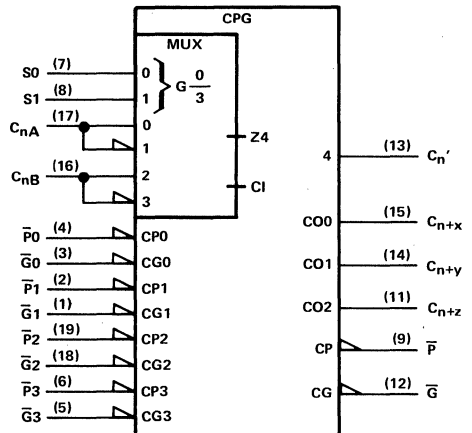 CPG
MUX
S0 (7) 0
S1 (8) 1
G 0/3
CnA (17) 0
1
Z4
CnB (16) 2
3
CI
4 (13) Cn'
P̄0 (4) CP0
Ḡ0 (3) CG0
P̄1 (2) CP1
Ḡ1 (1) CG1
P̄2 (19) CP2
Ḡ2 (18) CG2
P̄3 (6) CP3
Ḡ3 (5) CG3
CO0 (15) Cn+x
CO1 (14) Cn+y
CO2 (11) Cn+z
CP (9) P̄
CG (12) Ḡ